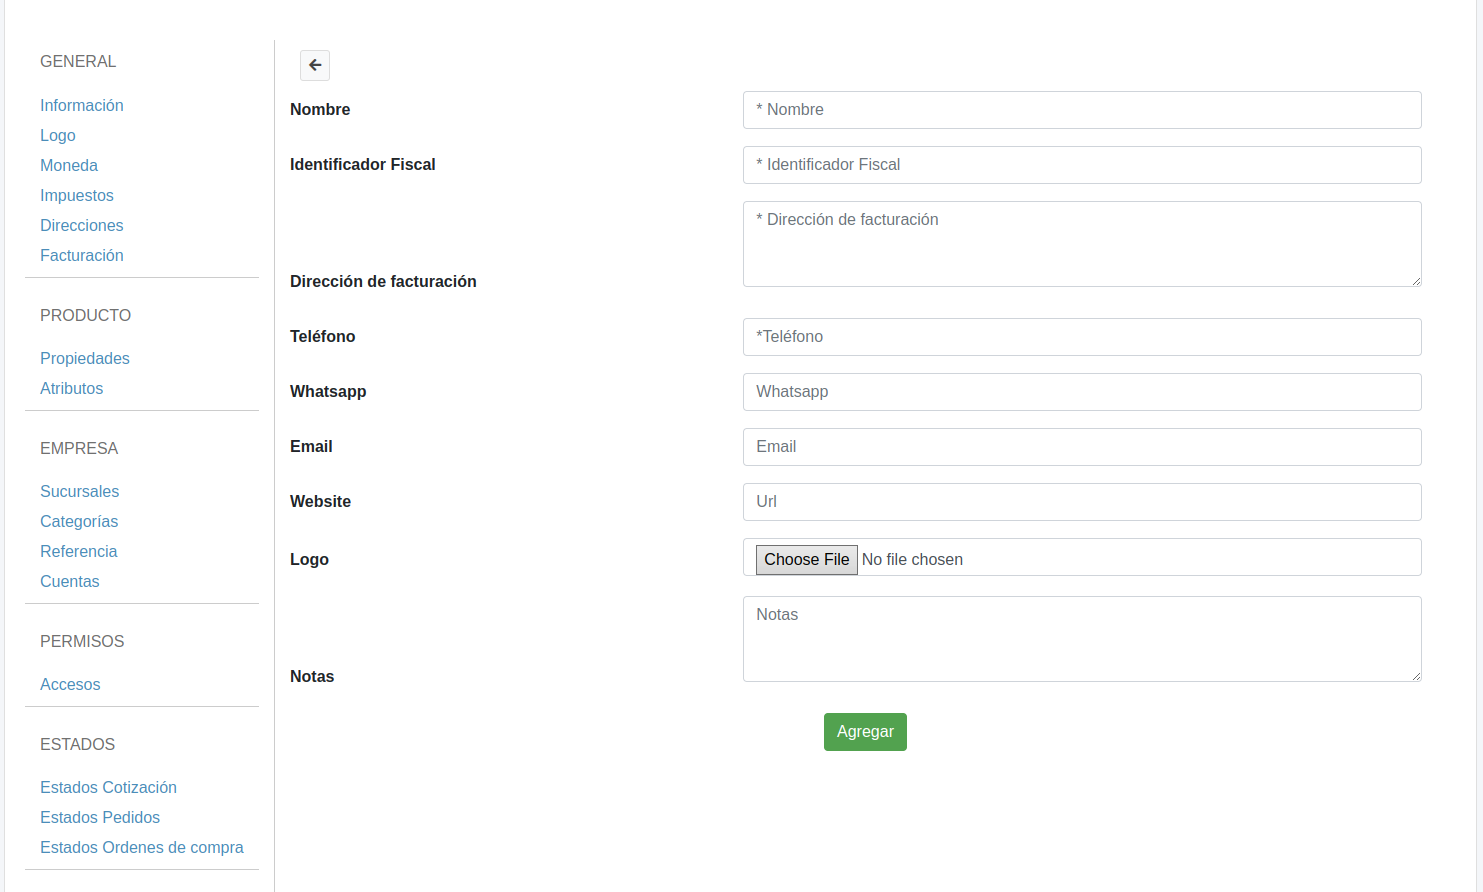 GENERAL
Información
Logo
Moneda
Impuestos
Direcciones
Facturación
PRODUCTO
Propiedades
Atributos
EMPRESA
Sucursales
Categorías
Referencia
Cuentas
PERMISOS
Accesos
ESTADOS
Estados Cotización
Estados Pedidos
Estados Ordenes de compra
Nombre
* Nombre
Identificador Fiscal
* Identificador Fiscal
* Dirección de facturación
Dirección de facturación
Teléfono
*Teléfono
Whatsapp
Whatsapp
Email
Email
Website
Url
Logo
Choose File No file chosen
Notas
Notas
Agregar